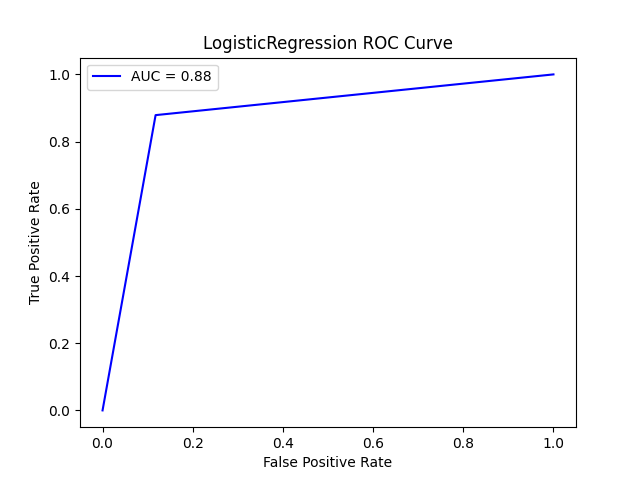 LogisticRegression ROC Curve
AUC = 0.88
1.0
0.8
0.6
0.4
0.2
0.0
True Positive Rate
0.0 0.2 0.4 0.6 0.8 1.0
False Positive Rate